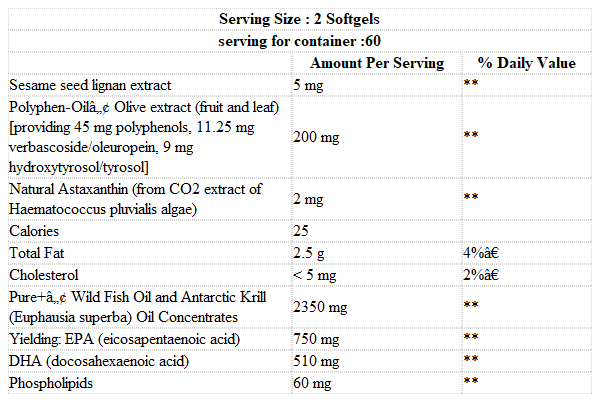 Serving Size : 2 Softgels
serving for container :60
Amount Per Serving % Daily Value
Sesame seed lignan extract 5 mg **
Polyphen-Oilâ„¢ Olive extract (fruit and leaf)
[providing 45 mg polyphenols, 11.25 mg
verbascoside/oleuropein, 9 mg
hydroxytyrosol/tyrosol] 200 mg **
Natural Astaxanthin (from CO2 extract of
Haematococcus pluvialis algae) 2 mg **
Calories 25
Total Fat 2.5 g 4%â€
Cholesterol < 5 mg 2%â€
Pure+â„¢ Wild Fish Oil and Antarctic Krill
(Euphausia superba) Oil Concentrates 2350 mg **
Yielding: EPA (eicosapentaenoic acid) 750 mg **
DHA (docosahexaenoic acid) 510 mg **
Phospholipids 60 mg **